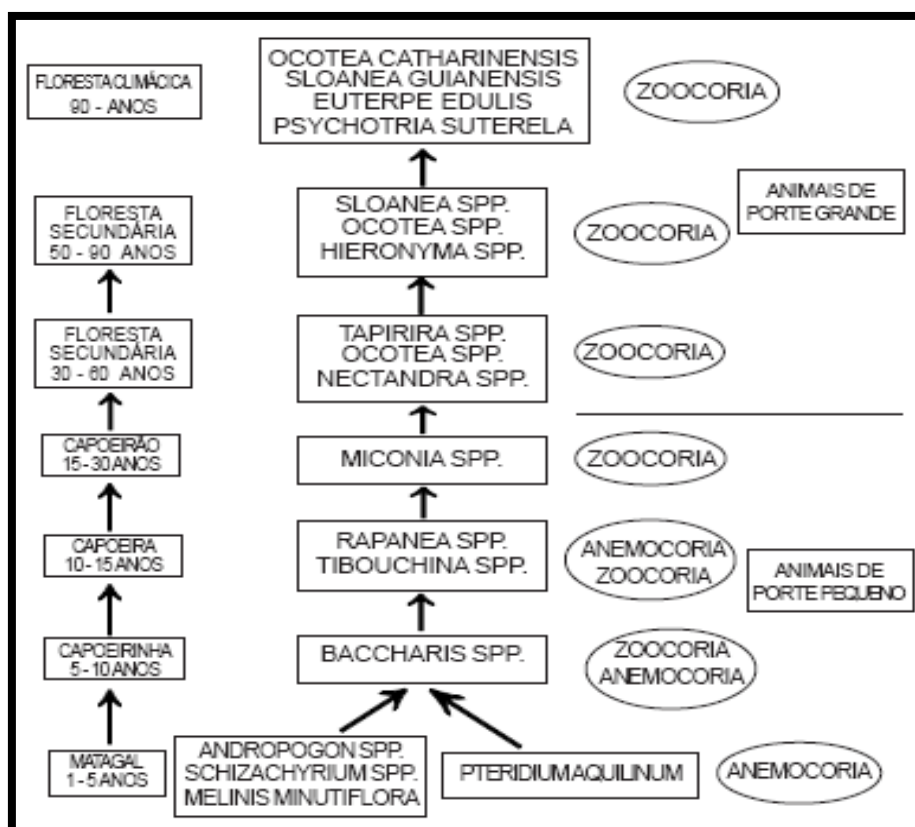 FLORESTA CLIMÁCICA
90 - ANOS
OCOTEA CATHARINENSIS
SLOANEA GUIANENSIS
EUTERPE EDULIS
PSYCHOTRIA SUTERELA
ZOOCORIA
FLORESTA
SECUNDÁRIA
50 - 90 ANOS
SLOANEA SPP.
OCOTEA SPP.
HIERONYMA SPP.
ZOOCORIA
ANIMAIS DE
PORTE GRANDE
FLORESTA
SECUNDÁRIA
30 - 60 ANOS
TAPIRIRA SPP.
OCOTEA SPP.
NECTANDRA SPP.
ZOOCORIA
CAPOEIRÃO
15 - 30 ANOS
MICONIA SPP.
ZOOCORIA
CAPOEIRA
10 - 15 ANOS
RAPANEA SPP.
TIBOUCHINA SPP.
ANEMOCORIA
ZOOCORIA
ANIMAIS DE
PORTE PEQUENO
CAPOEIRINHA
5 - 10 ANOS
BACCHARIS SPP.
ZOOCORIA
ANEMOCORIA
MATAGAL
1 - 5 ANOS
ANDROPOGON SPP.
SCHIZACHYRIUM SPP.
MELINIS MINUTIFLORA
PTERIDIUM AQUILINUM
ANEMOCORIA